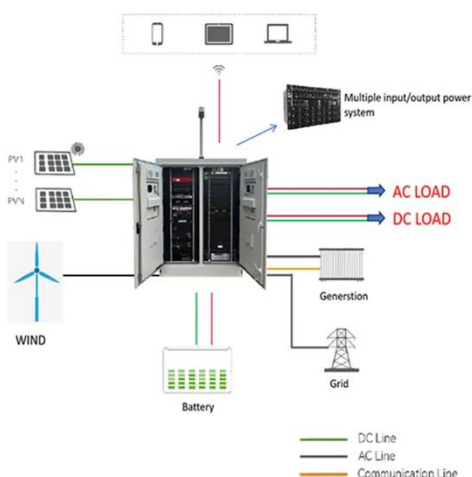 Multiple input/output power
system
PV1
PVN
AC LOAD
DC LOAD
Generstion
WIND
Grid
Battery
DC Line
AC Line
Communication Line